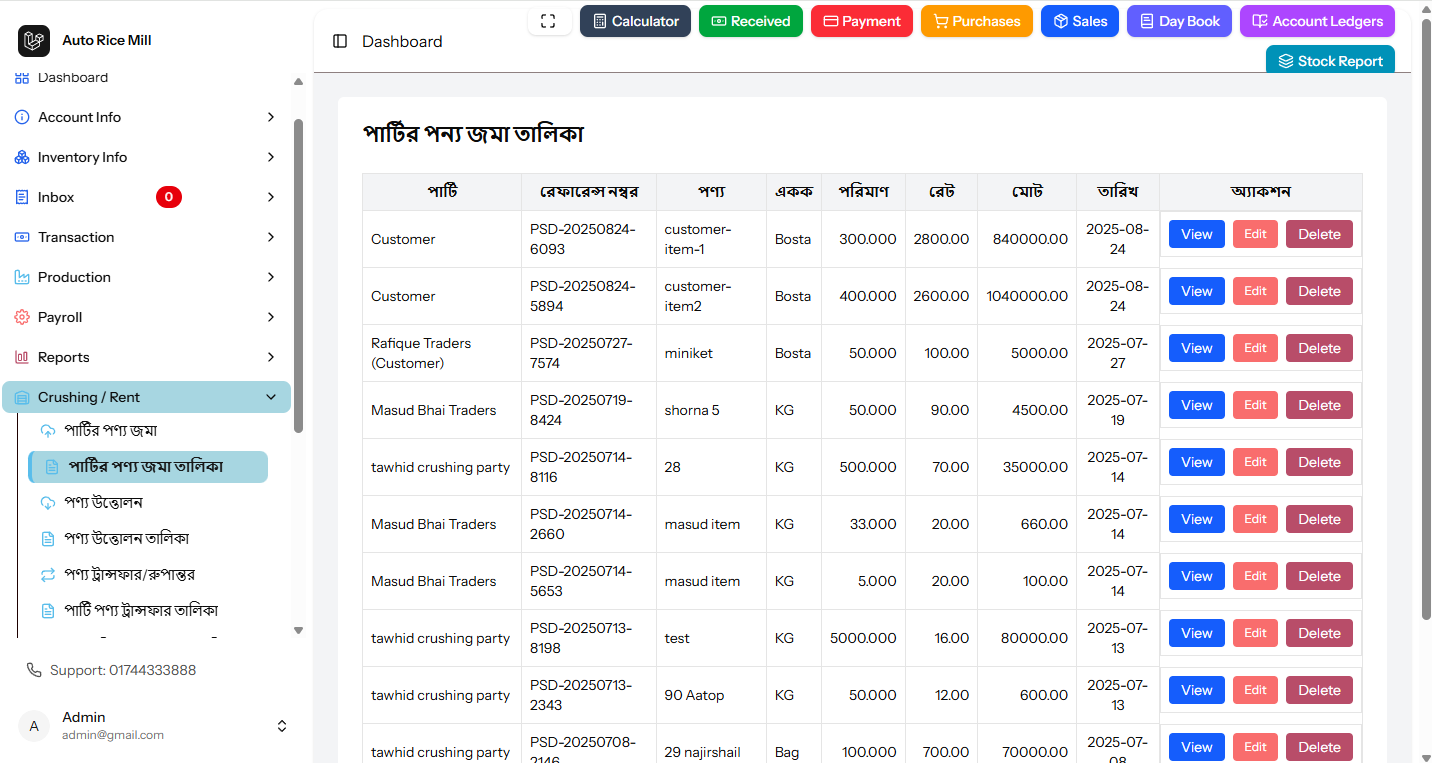 Auto Rice Mill
Dashboard
Account Info
Inventory Info
Inbox 0
Transaction
Production
Payroll
Reports
Crushing / Rent
পার্টির পণ্য জমা
পার্টির পণ্য জমা তালিকা
পণ্য উত্তোলন
পণ্য উত্তোলন তালিকা
পণ্য ট্রান্সফার/রুপান্তর
পার্টি পণ্য ট্রান্সফার তালিকা
Support: 01744333888
A
Admin
admin@gmail.com
Dashboard
Calculator Received Payment Purchases Sales Day Book Account Ledgers
Stock Report
পার্টির পন্য জমা তালিকা
পার্টি রেফারেন্স নম্বর পণ্য একক পরিমাণ রেট মোট তারিখ অ্যাকশন
Customer PSD-20250824-6093 customer-item-1 Bosta 300.000 2800.00 840000.00 2025-08-24 View Edit Delete
Customer PSD-20250824-5894 customer-item2 Bosta 400.000 2600.00 1040000.00 2025-08-24 View Edit Delete
Rafique Traders (Customer) PSD-20250727-7574 miniket Bosta 50.000 100.00 5000.00 2025-07-27 View Edit Delete
Masud Bhai Traders PSD-20250719-8424 shorna 5 KG 50.000 90.00 4500.00 2025-07-19 View Edit Delete
tawhid crushing party PSD-20250714-8116 28 KG 500.000 70.00 35000.00 2025-07-14 View Edit Delete
Masud Bhai Traders PSD-20250714-2660 masud item KG 33.000 20.00 660.00 2025-07-14 View Edit Delete
Masud Bhai Traders PSD-20250714-5653 masud item KG 5.000 20.00 100.00 2025-07-14 View Edit Delete
tawhid crushing party PSD-20250713-8198 test KG 5000.000 16.00 80000.00 2025-07-13 View Edit Delete
tawhid crushing party PSD-20250713-2343 90 Aatop KG 50.000 12.00 600.00 2025-07-13 View Edit Delete
tawhid crushing party PSD-20250708-2146 29 najirshail Bag 100.000 700.00 70000.00 2025-07-08 View Edit Delete